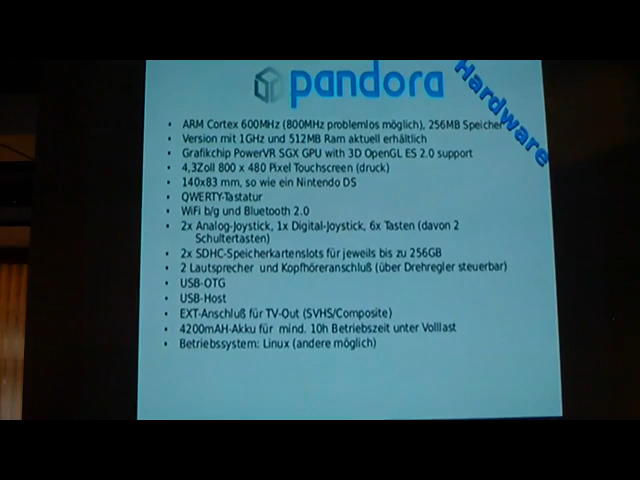 pandora
Hardware
• ARM Cortex 600MHz (800MHz problemlos möglich), 256MB Speicher
• Version mit 1GHz und 512MB Ram aktuell erhältlich
• Grafikchip PowerVR SGX GPU with 3D OpenGL ES 2.0 support
• 4,3Zoll 800 x 480 Pixel Touchscreen (druck)
• 140x83 mm, so wie ein Nintendo DS
• QWERTY-Tastatur
• WiFi b/g und Bluetooth 2.0
• 2x Analog-Joystick, 1x Digital-Joystick, 6x Tasten (davon 2
Schultertasten)
• 2x SDHC-Speicherkartenslots für jeweils bis zu 256GB
• 2 Lautsprecher und Kopfhöreranschluß (über Drehregler steuerbar)
• USB-OTG
• USB-Host
• EXT-Anschluß für TV-Out (SVHS/Composite)
• 4200mAH-Akku für mind. 10h Betriebszeit unter Volllast
• Betriebssystem: Linux (andere möglich)